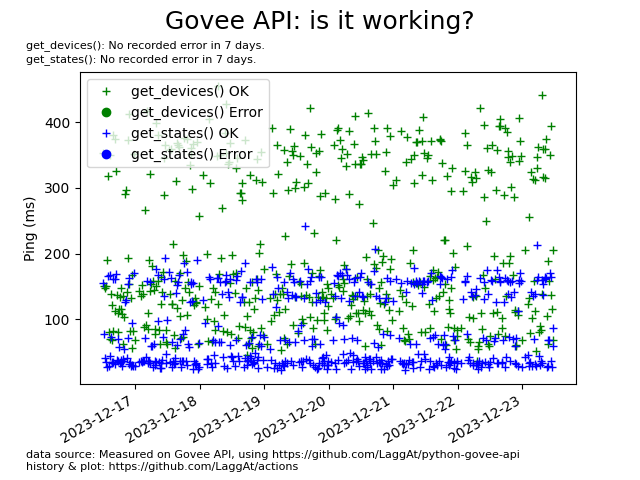 Govee API: is it working?
get_devices(): No recorded error in 7 days.
get_states(): No recorded error in 7 days.
get_devices() OK
get_devices() Error
get_states() OK
get_states() Error
Ping (ms)
400
300
200
100
2023-12-17
2023-12-18
2023-12-19
2023-12-20
2023-12-21
2023-12-22
2023-12-23
data source: Measured on Govee API, using https://github.com/LaggAt/python-govee-api
history & plot: https://github.com/LaggAt/actions